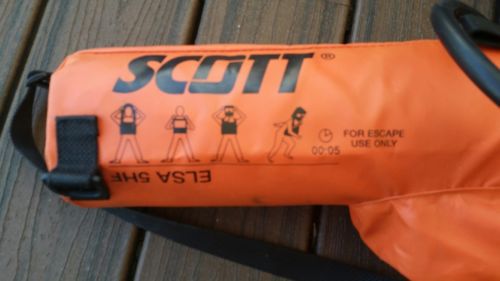 SCOTT®
FOR ESCAPE
USE ONLY
00:05
ELSA 5HF